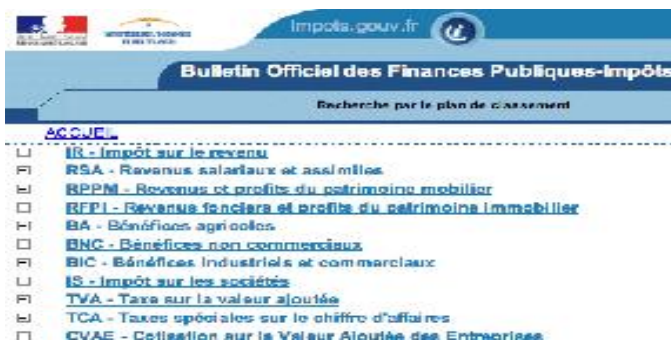 Impots.gouv.fr
Bulletin Officiel des Finances Publiques-Impôts
Recherche par le plan de classement
ACCUEIL
IR - Impôt sur le revenu
RSA - Revenus salariaux et assimiles
RPPM - Revenus et profits du patrimoine mobilier
RFPI - Revenus fonciers et profits du patrimoine immobilier
BA - Bénéfices agricoles
BNC - Bénéfices non commerciaux
BIC - Bénéfices Industriels et commerciaux
IS - Impôt sur les sociétés
TVA - Taxe sur la valeur ajoutée
TCA - Taxes spéciales sur le chiffre d'affaires
CVAE - Cotisation sur la Valeur Ajoutée des Entreprises